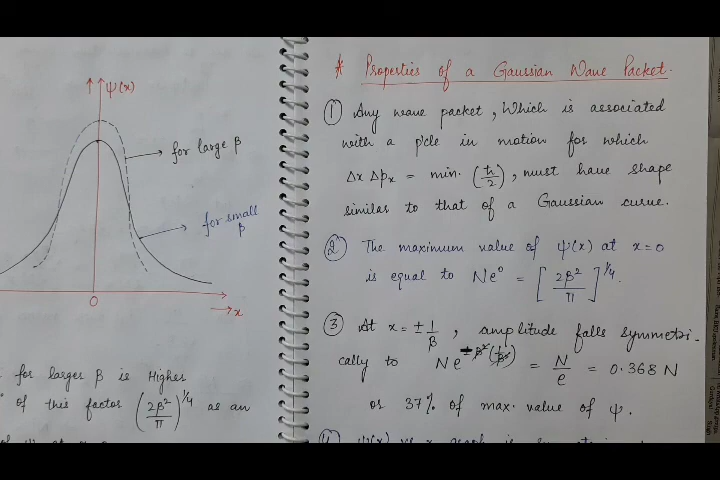 ψ(x)
for large β
for small
β
0
x
for larger β is Higher
of this factor (2β²/π)^1/4 as an
* Properties of a Gaussian Wave Packet.
① Any wave packet, Which is associated
with a p'cle in motion for which
Δx Δpx = min. (ħ/2), must have shape
similar to that of a Gaussian curve.
② The maximum value of ψ(x) at x=0
is equal to Ne⁰ = [2β²/π]^1/4.
③ At x = ± 1/β, amplitude falls symmetri-
cally to Ne^-β²(1/β²) = N/e = 0.368 N
or 37% of max. value of ψ.